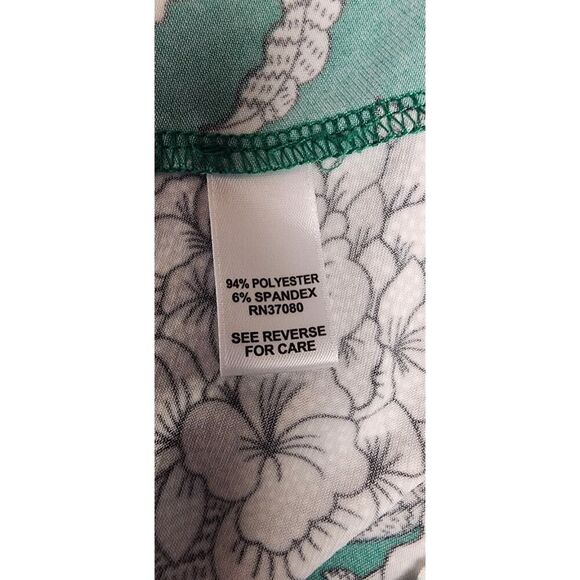 94% POLYESTER
6% SPANDEX
RN37080
SEE REVERSE
FOR CARE